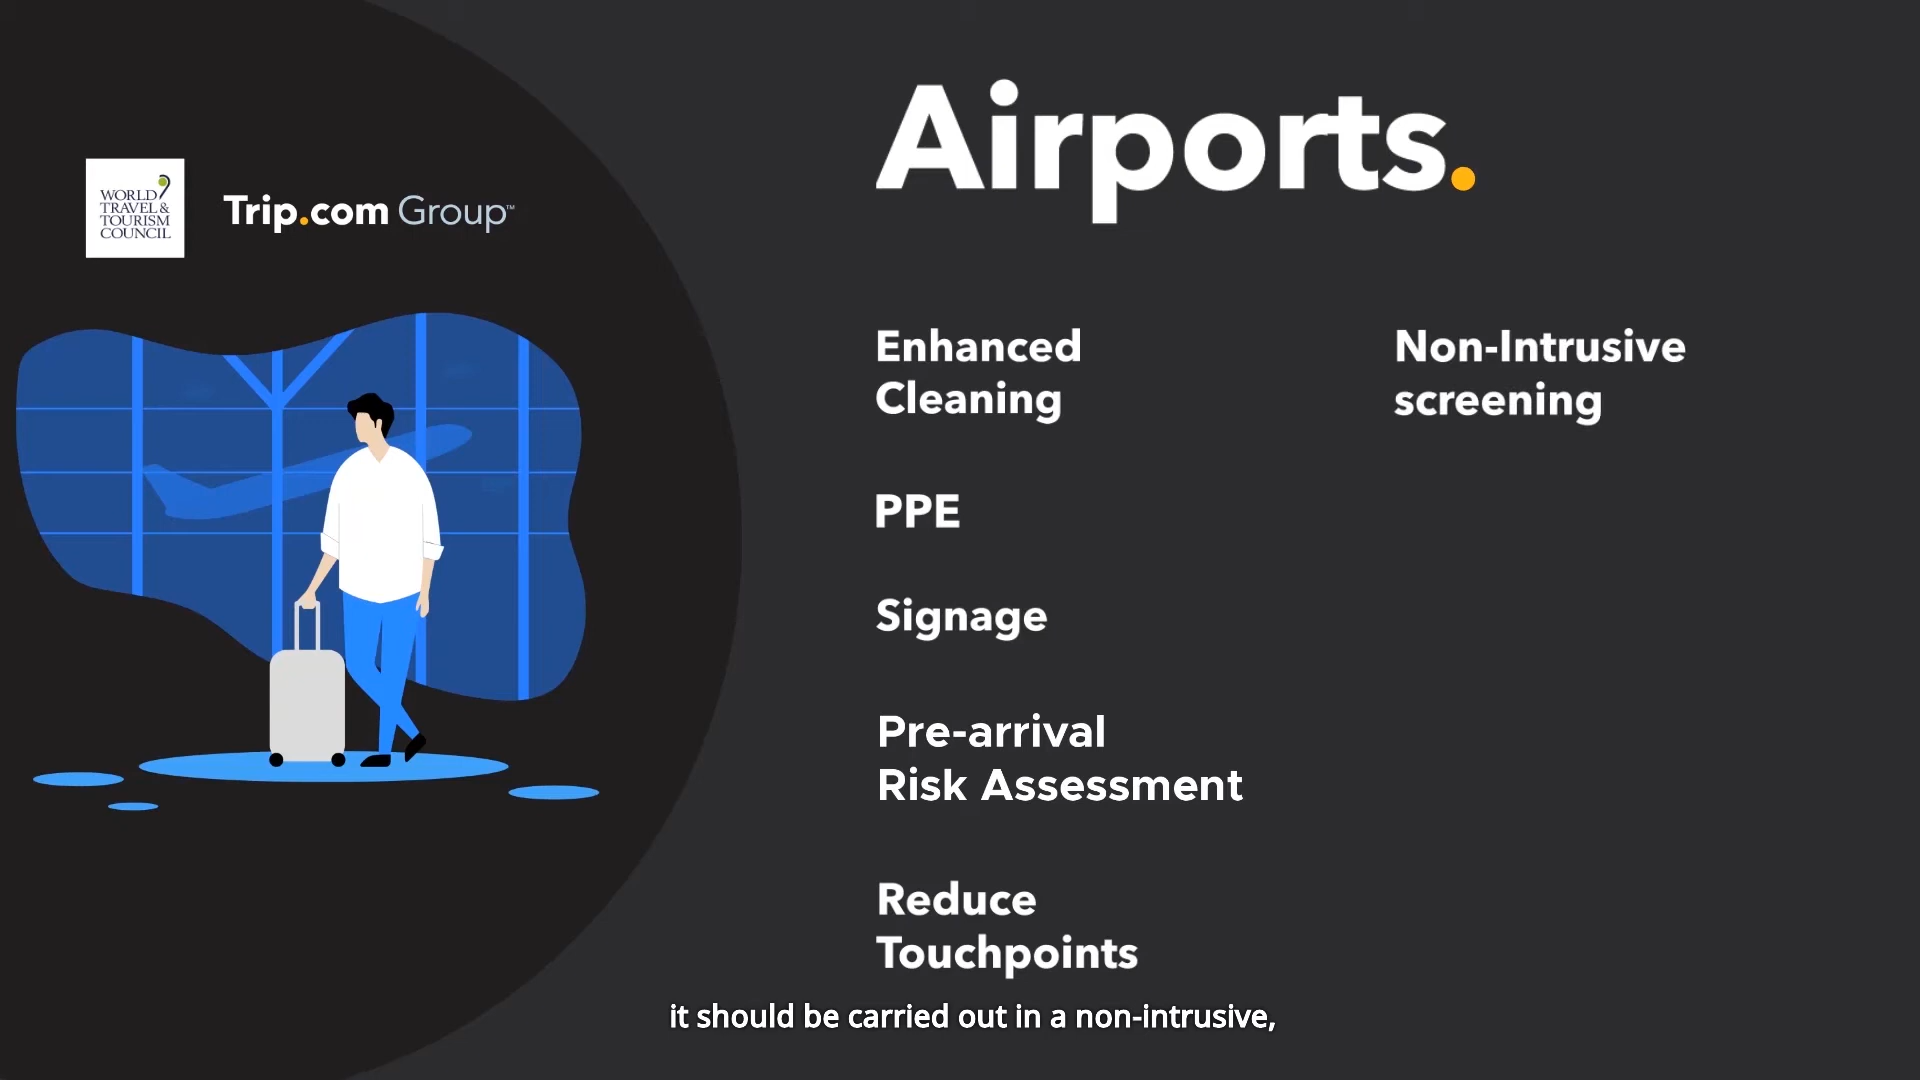 WORLD
TRAVEL &
TOURISM
COUNCIL
Trip.com Group™
Airports.
Enhanced
Cleaning
PPE
Signage
Pre-arrival
Risk Assessment
Reduce
Touchpoints
Non-Intrusive
screening
it should be carried out in a non-intrusive,